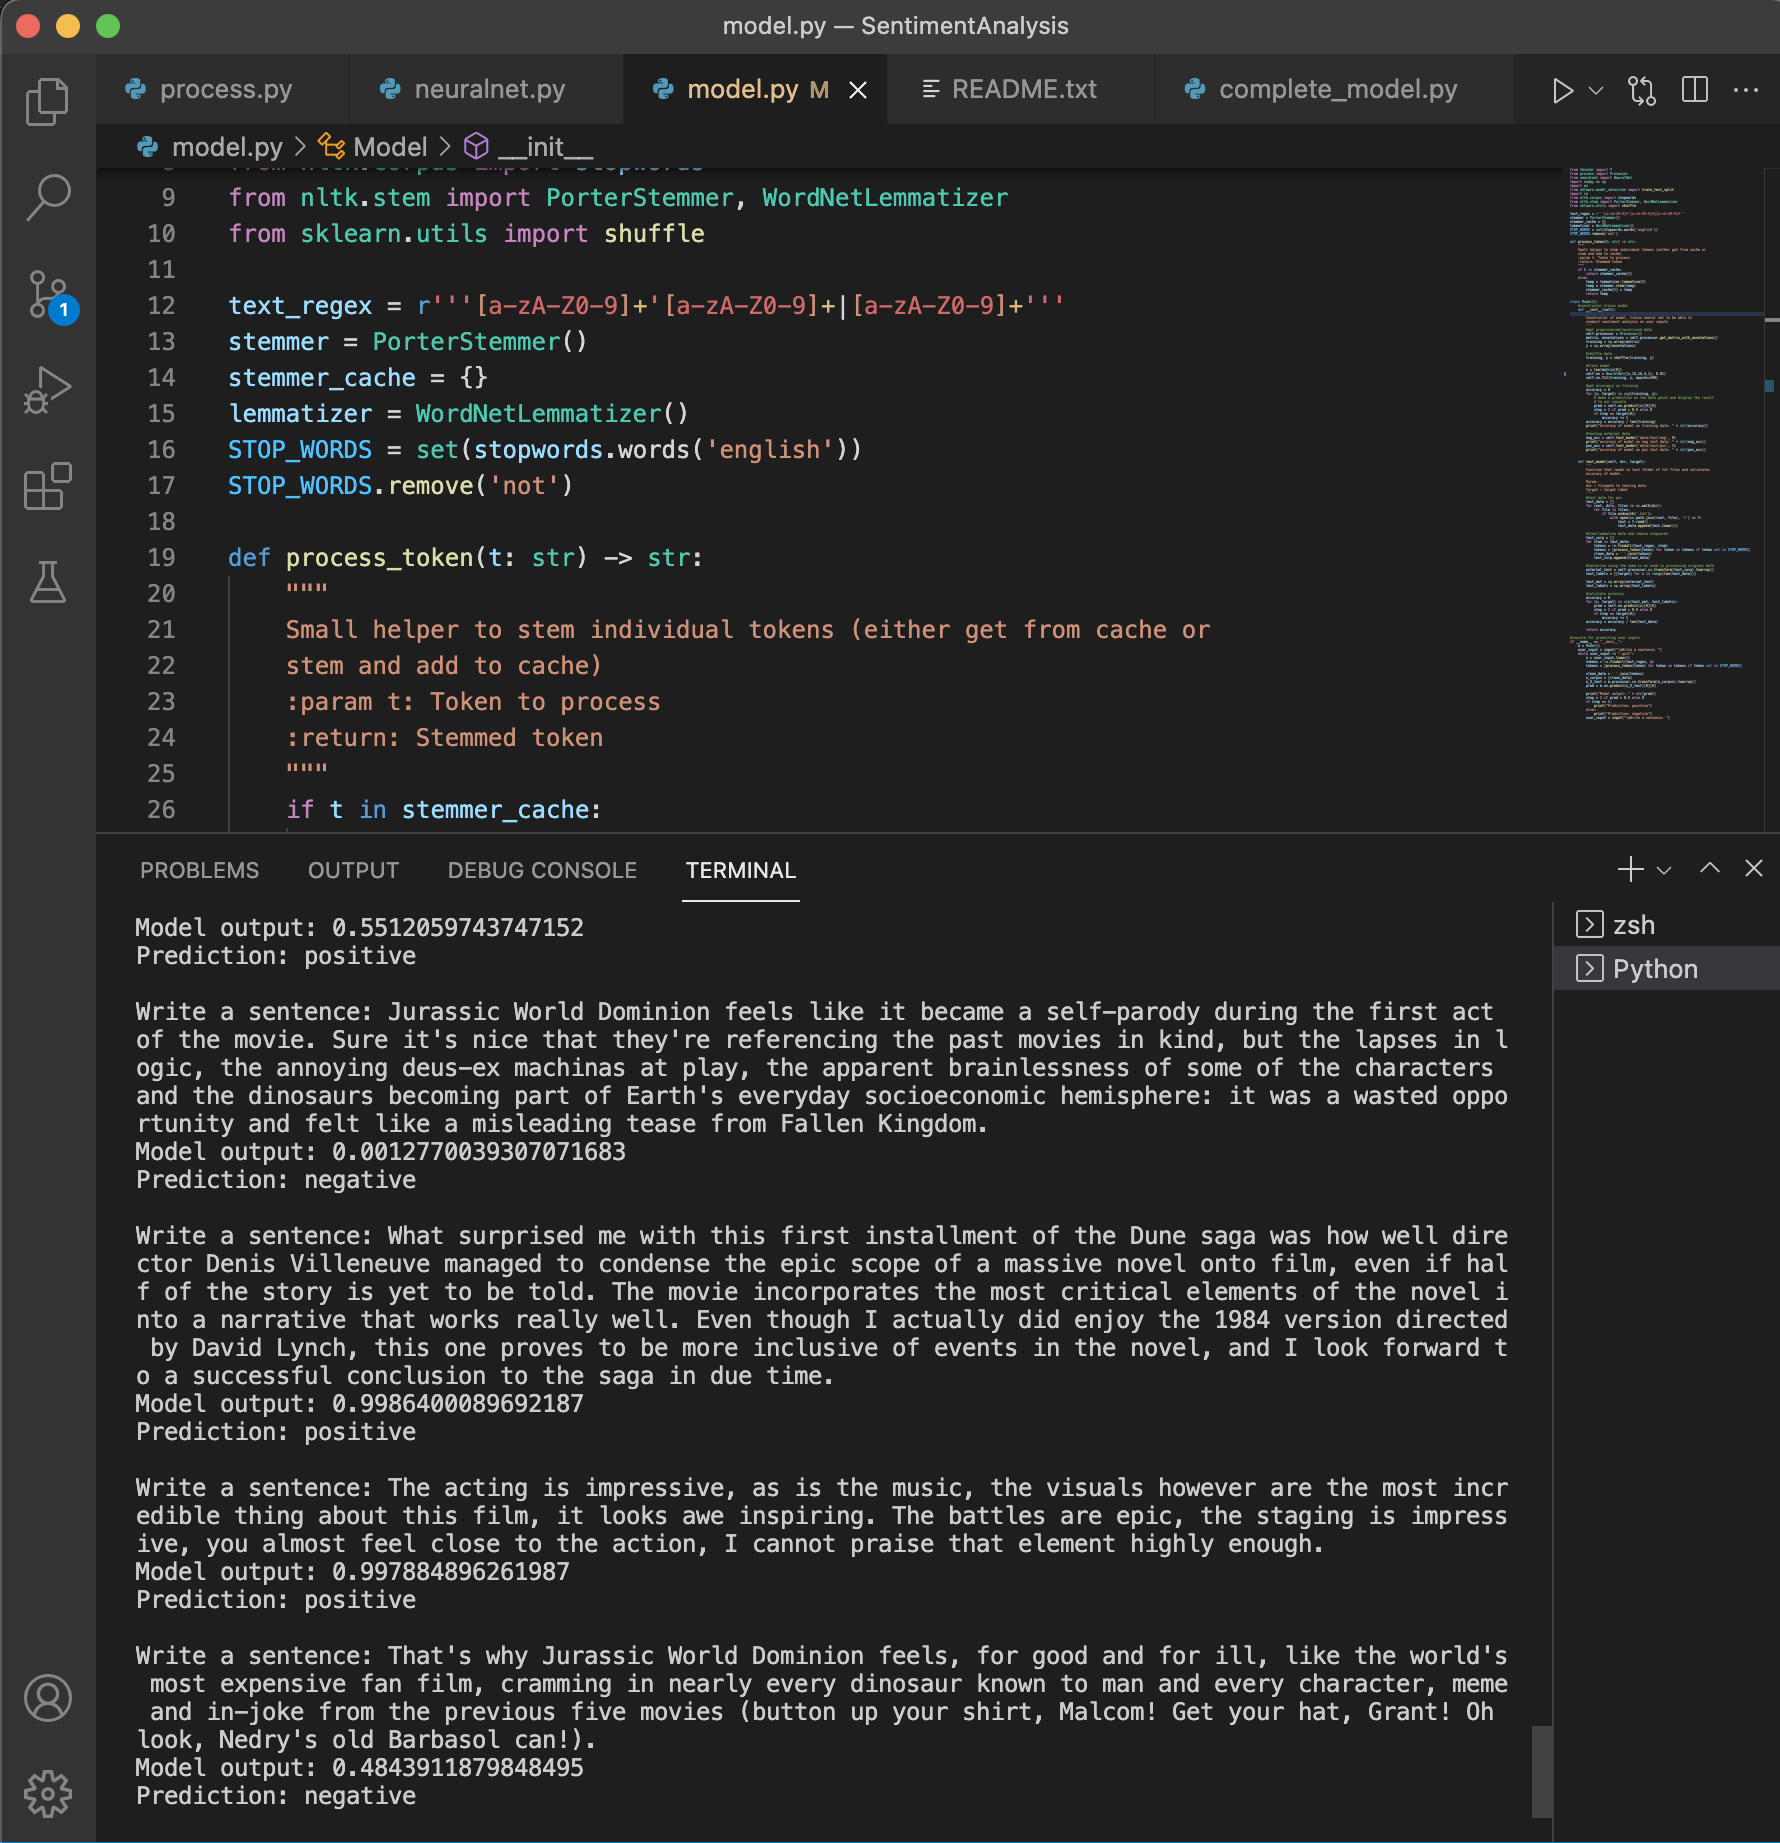 model.py — SentimentAnalysis
process.py
neuralnet.py
model.py M
README.txt
complete_model.py
model.py > Model > __init__
9 from nltk.stem import PorterStemmer, WordNetLemmatizer
10 from sklearn.utils import shuffle
11
12 text_regex = r'''[a-zA-Z0-9]+'[a-zA-Z0-9]+|[a-zA-Z0-9]+'''
13 stemmer = PorterStemmer()
14 stemmer_cache = {}
15 lemmatizer = WordNetLemmatizer()
16 STOP_WORDS = set(stopwords.words('english'))
17 STOP_WORDS.remove('not')
18
19 def process_token(t: str) -> str:
20 """
21 Small helper to stem individual tokens (either get from cache or
22 stem and add to cache)
23 :param t: Token to process
24 :return: Stemmed token
25 """
26 if t in stemmer_cache:
1
PROBLEMS OUTPUT DEBUG CONSOLE TERMINAL
zsh
Python
Model output: 0.5512059743747152
Prediction: positive
Write a sentence: Jurassic World Dominion feels like it became a self-parody during the first act
of the movie. Sure it's nice that they're referencing the past movies in kind, but the lapses in l
ogic, the annoying deus-ex machinas at play, the apparent brainlessness of some of the characters
and the dinosaurs becoming part of Earth's everyday socioeconomic hemisphere: it was a wasted oppo
rtunity and felt like a misleading tease from Fallen Kingdom.
Model output: 0.0012770039307071683
Prediction: negative
Write a sentence: What surprised me with this first installment of the Dune saga was how well dire
ctor Denis Villeneuve managed to condense the epic scope of a massive novel onto film, even if hal
f of the story is yet to be told. The movie incorporates the most critical elements of the novel i
nto a narrative that works really well. Even though I actually did enjoy the 1984 version directed
 by David Lynch, this one proves to be more inclusive of events in the novel, and I look forward t
o a successful conclusion to the saga in due time.
Model output: 0.9986400089692187
Prediction: positive
Write a sentence: The acting is impressive, as is the music, the visuals however are the most incr
edible thing about this film, it looks awe inspiring. The battles are epic, the staging is impress
ive, you almost feel close to the action, I cannot praise that element highly enough.
Model output: 0.997884896261987
Prediction: positive
Write a sentence: That's why Jurassic World Dominion feels, for good and for ill, like the world's
 most expensive fan film, cramming in nearly every dinosaur known to man and every character, meme
 and in-joke from the previous five movies (button up your shirt, Malcom! Get your hat, Grant! Oh
look, Nedry's old Barbasol can!).
Model output: 0.4843911879848495
Prediction: negative